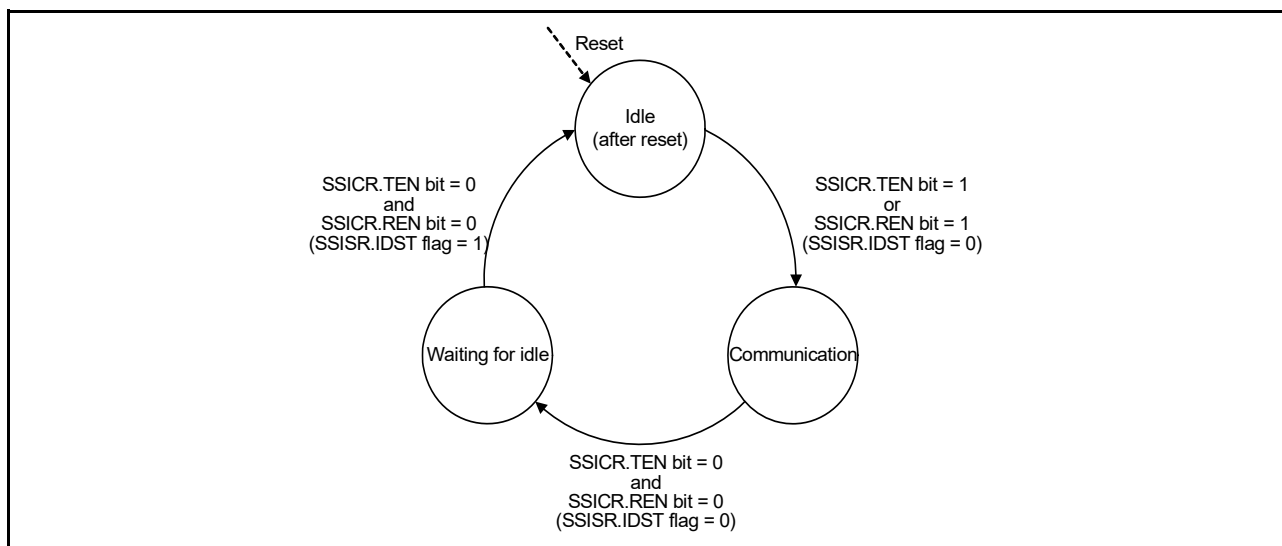 Reset
Idle
(after reset)
SSICR.TEN bit = 0
and
SSICR.REN bit = 0
(SSISR.IDST flag = 1)
SSICR.TEN bit = 1
or
SSICR.REN bit = 1
(SSISR.IDST flag = 0)
Waiting for idle
Communication
SSICR.TEN bit = 0
and
SSICR.REN bit = 0
(SSISR.IDST flag = 0)